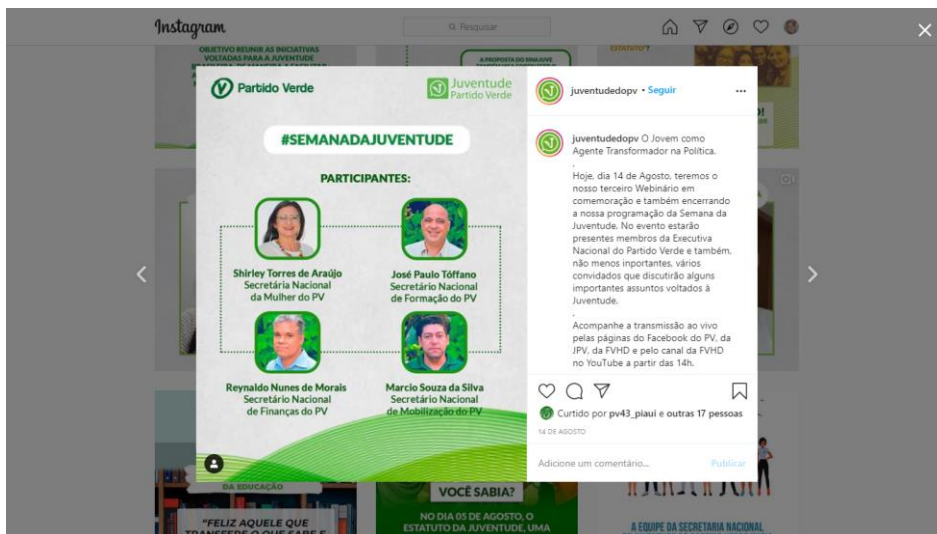 Instagram
Pesquisar
OBJETIVO REUNIR AS INICIATIVAS
VOLTADAS PARA A JUVENTUDE
A PROPOSTA DO SINAJUVE
ESTATUTO?
Partido Verde
Juventude
Partido Verde
#SEMANADAJUVENTUDE
PARTICIPANTES:
Shirley Torres de Araújo
Secretária Nacional
da Mulher do PV
José Paulo Tóffano
Secretário Nacional
de Formação do PV
Reynaldo Nunes de Morais
Secretário Nacional
de Finanças do PV
Marcio Souza da Silva
Secretário Nacional
de Mobilização do PV
juventudedopv • Seguir
juventudedopv O Jovem como
Agente Transformador na Política.
.
Hoje, dia 14 de Agosto, teremos o
nosso terceiro Webinário em
comemoração e também encerrando
a nossa programação da Semana da
Juventude. No evento estarão
presentes membros da Executiva
Nacional do Partido Verde e também,
não menos inportantes, vários
convidados que discutirão alguns
importantes assuntos voltados à
Juventude.
.
Acompanhe a transmissão ao vivo
pelas páginas do Facebook do PV, da
JPV, da FVHD e pelo canal da FVHD
no YouTube a partir das 14h.
Curtido por pv43_piaui e outras 17 pessoas
14 DE AGOSTO
Adicione um comentário...
Publicar
DA EDUCAÇÃO
"FELIZ AQUELE QUE
TRANSFERE O QUE SABE E
VOCÊ SABIA?
NO DIA 05 DE AGOSTO, O
ESTATUTO DA JUVENTUDE, UMA
A EQUIPE DA SECRETARIA NACIONAL